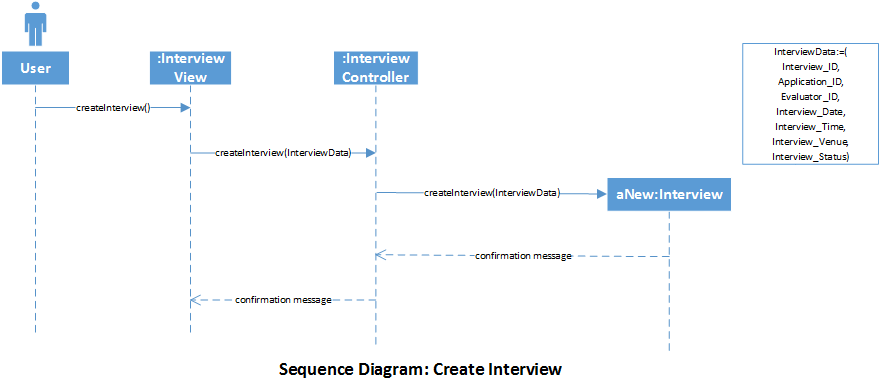 User
:Interview
View
:Interview
Controller
InterviewData:=(
Interview_ID,
Application_ID,
Evaluator_ID,
Interview_Date,
Interview_Time,
Interview_Venue,
Interview_Status)
createInterview()
createInterview(InterviewData)
createInterview(InterviewData)
aNew:Interview
confirmation message
confirmation message
Sequence Diagram: Create Interview